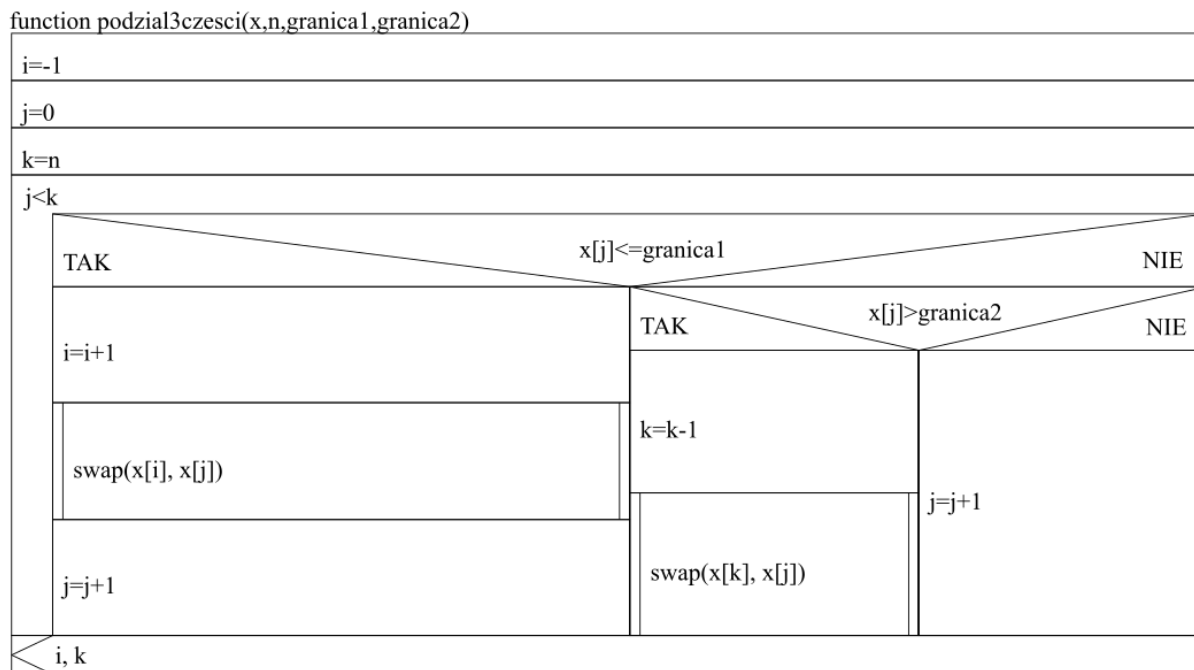 function podzial3czesci(x,n,granica1,granica2)
i=-1
j=0
k=n
j<k
x[j]<=granica1
TAK
NIE
x[j]>granica2
TAK
NIE
i=i+1
k=k-1
swap(x[i], x[j])
j=j+1
swap(x[k], x[j])
j=j+1
i, k